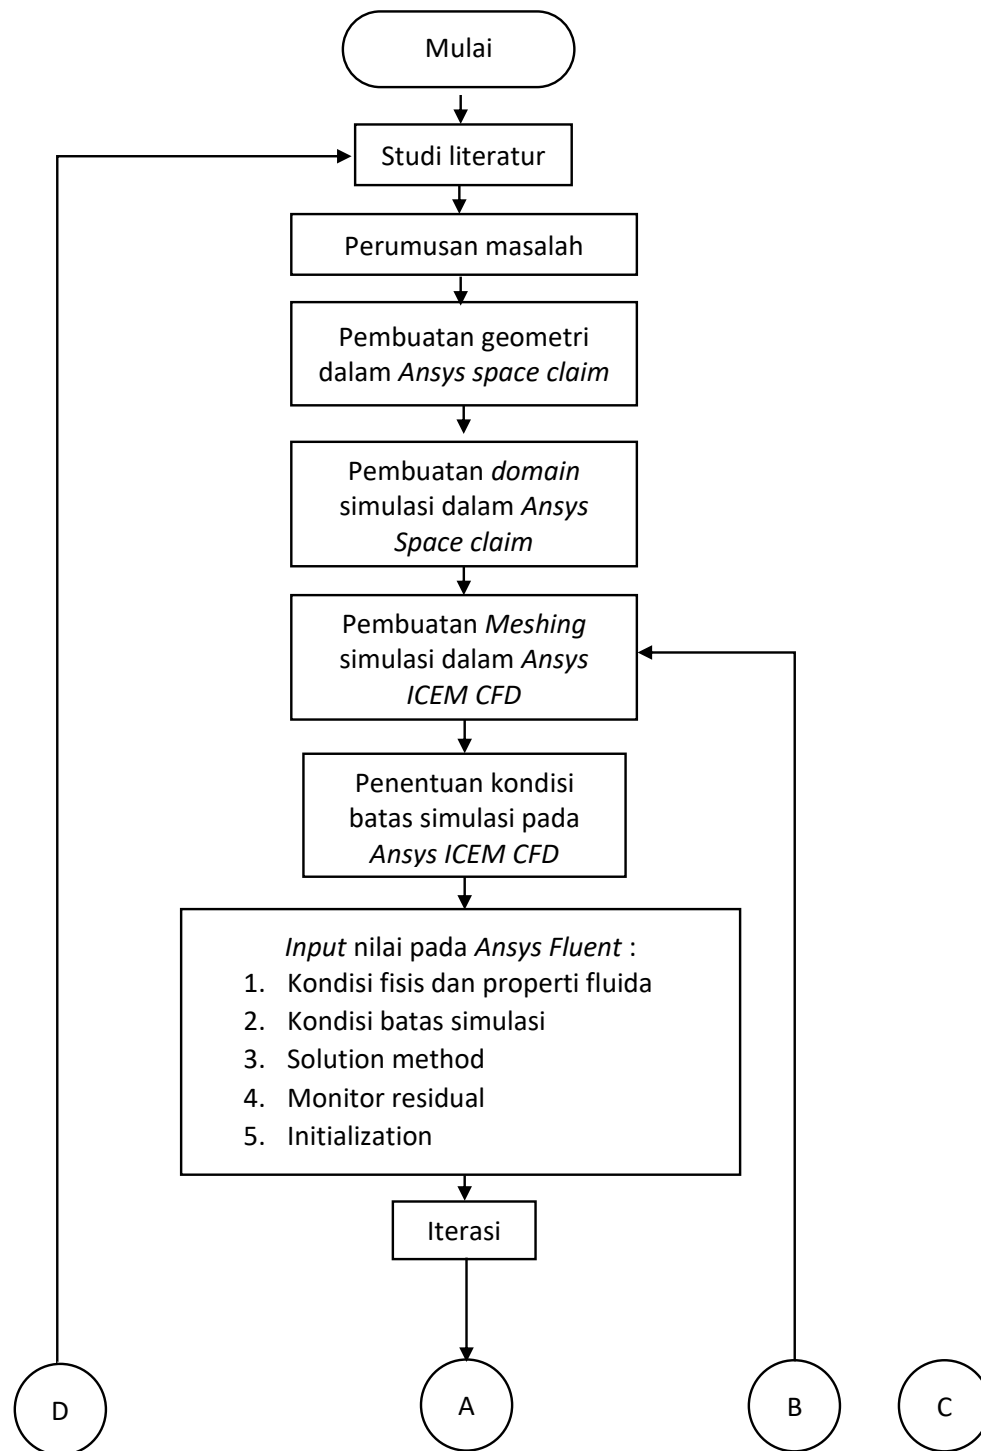 Mulai
Studi literatur
Perumusan masalah
Pembuatan geometri
dalam Ansys space claim
Pembuatan domain
simulasi dalam Ansys
Space claim
Pembuatan Meshing
simulasi dalam Ansys
ICEM CFD
Penentuan kondisi
batas simulasi pada
Ansys ICEM CFD
Input nilai pada Ansys Fluent :
1. Kondisi fisis dan properti fluida
2. Kondisi batas simulasi
3. Solution method
4. Monitor residual
5. Initialization
Iterasi
D
A
B
C